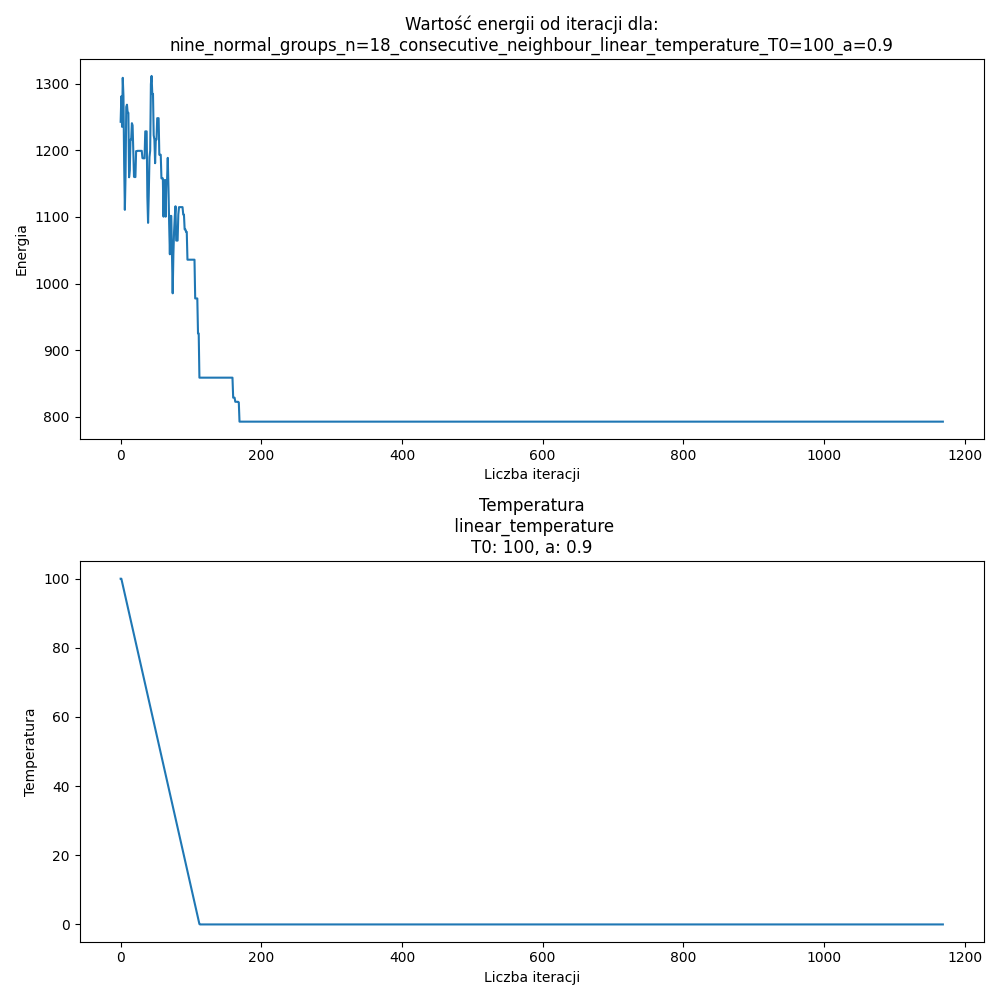 Wartość energii od iteracji dla:
nine_normal_groups_n=18_consecutive_neighbour_linear_temperature_T0=100_a=0.9
1300
1200
1100
1000
900
800
Energia
0 200 400 600 800 1000 1200
Liczba iteracji
Temperatura
linear_temperature
T0: 100, a: 0.9
100
80
60
40
20
0
Temperatura
0 200 400 600 800 1000 1200
Liczba iteracji